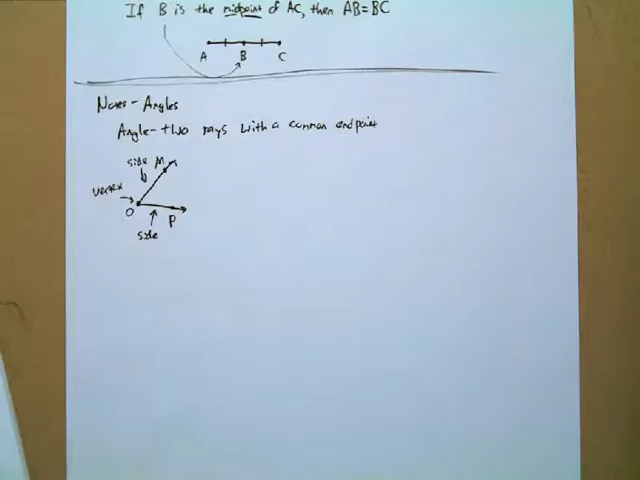 If B is the midpoint of AC, then AB=BC
A B C
Notes - Angles
Angle - two rays with a common endpoint
side M
vertex
O P
side